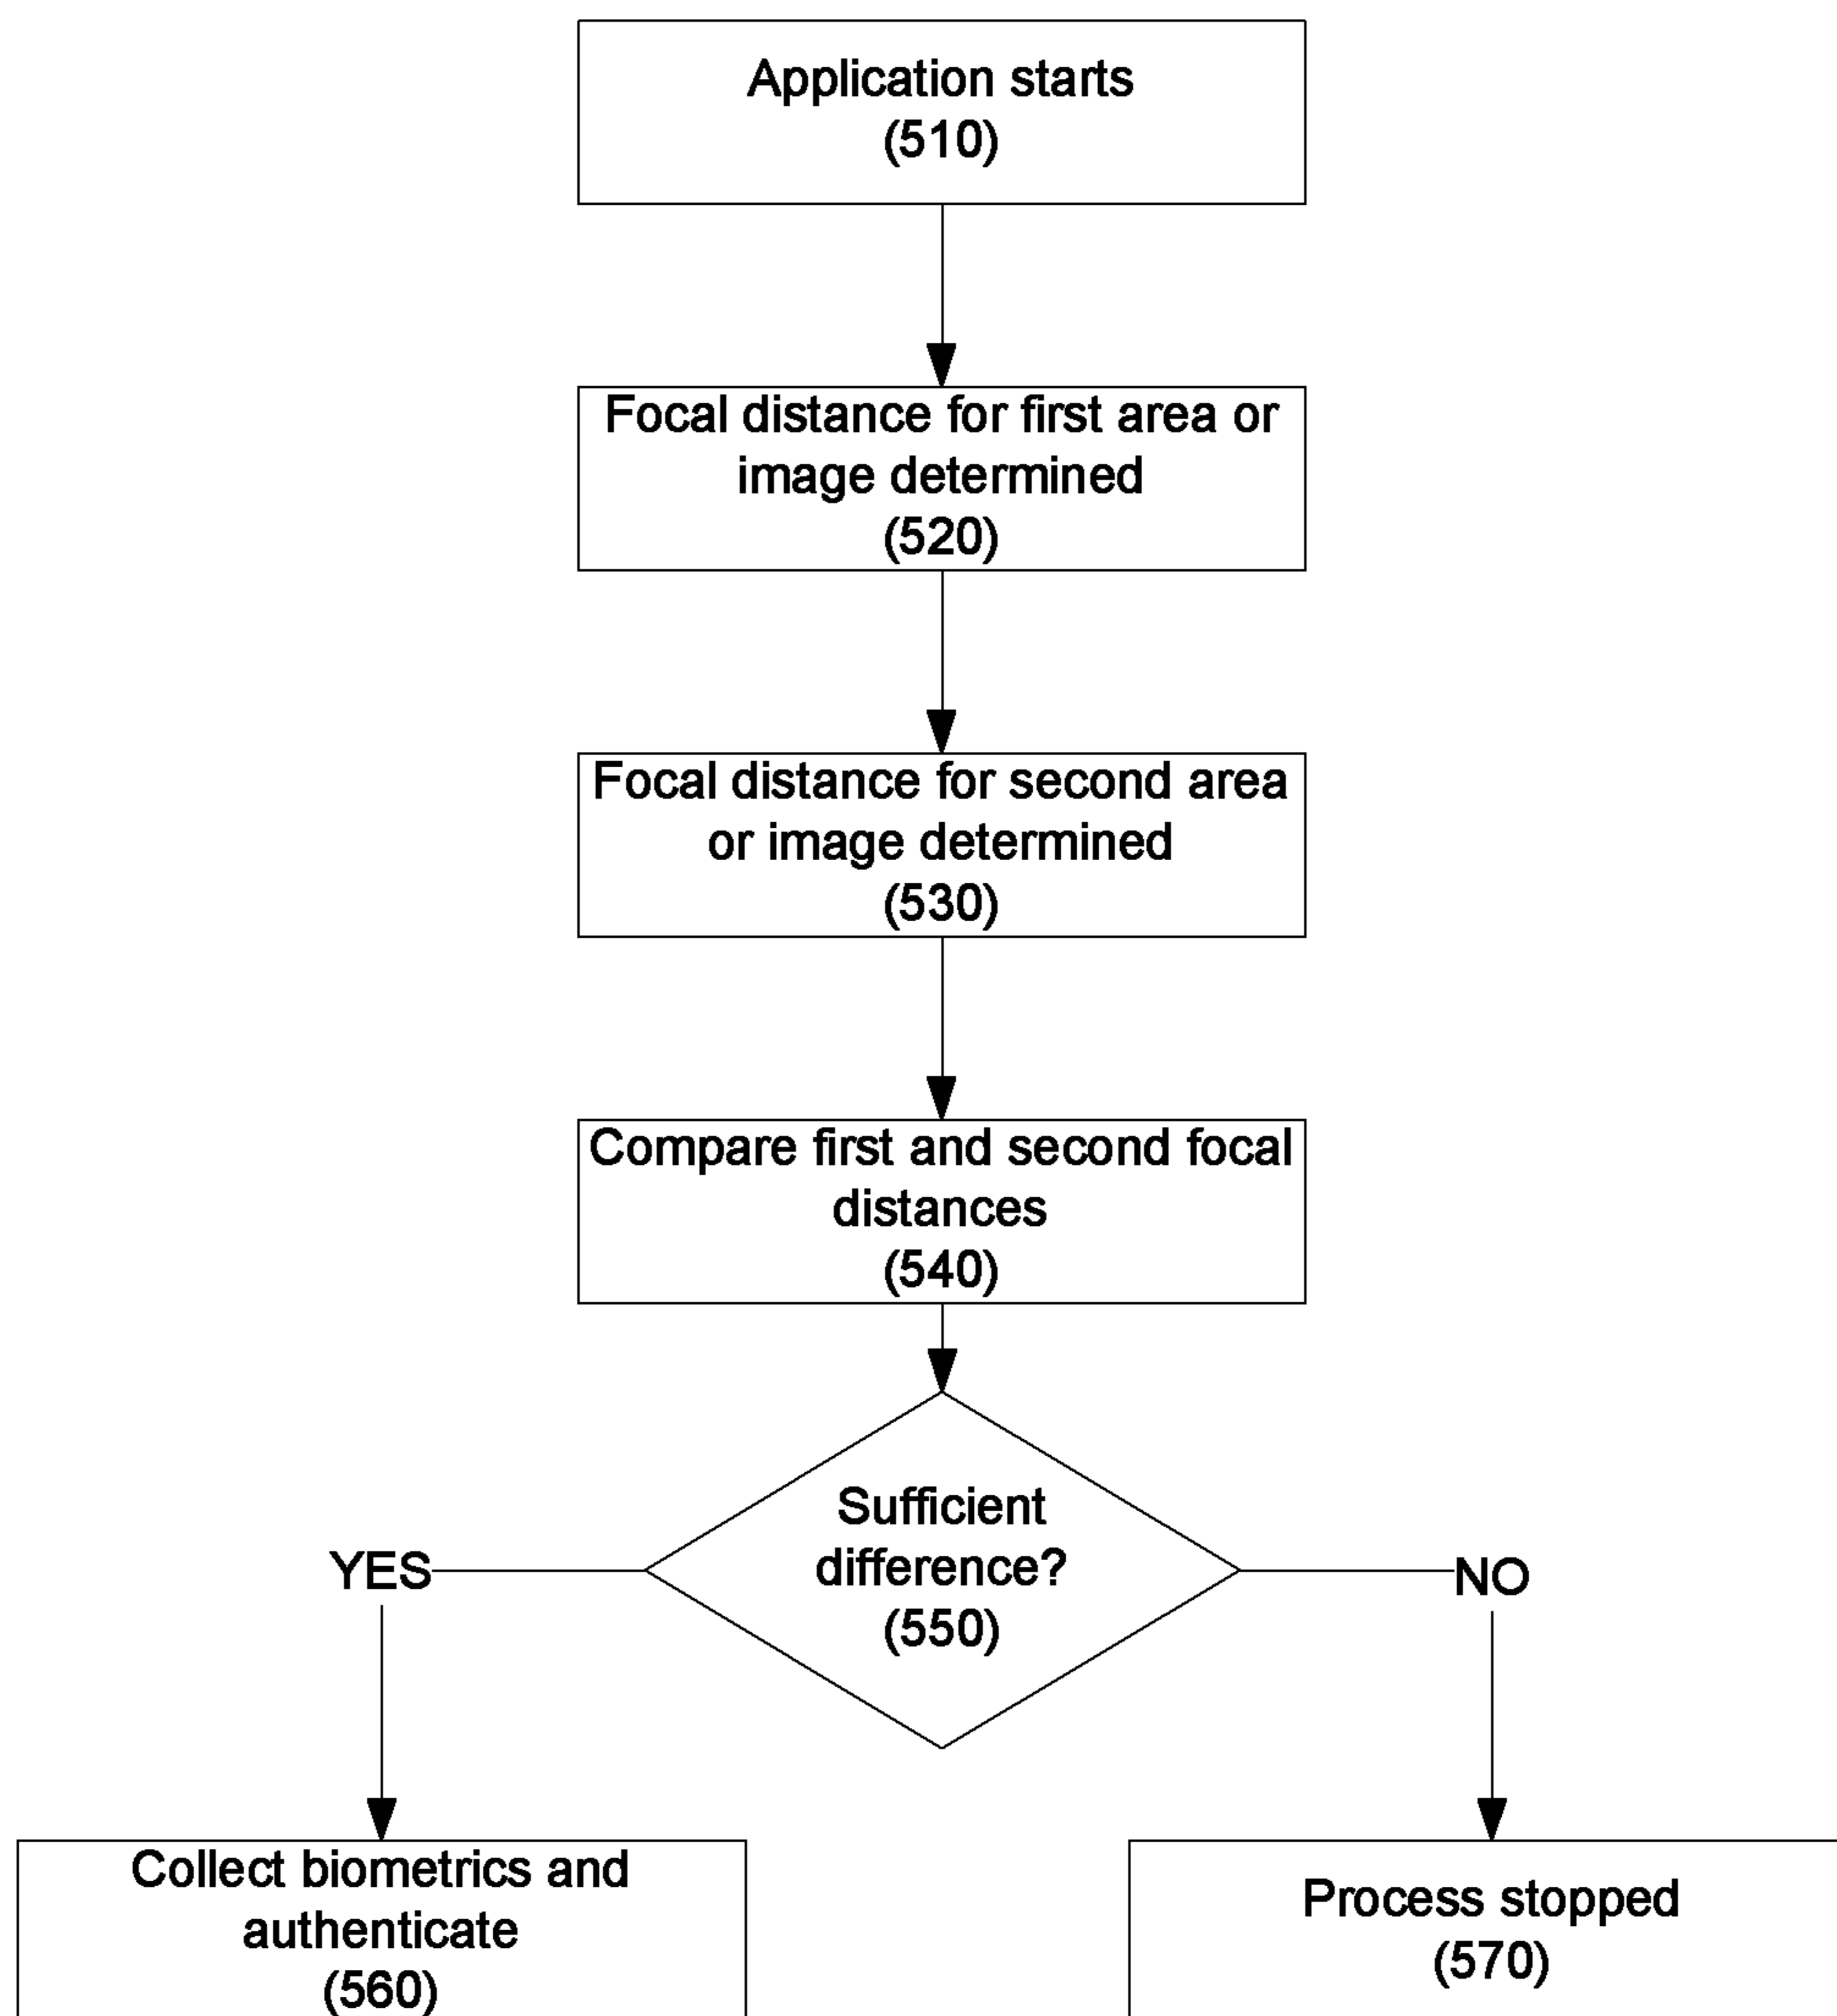 Application starts
(510)
Focal distance for first area or
image determined
(520)
Focal distance for second area
or image determined
(530)
Compare first and second focal
distances
(540)
Sufficient
difference?
(550)
YES
NO
Collect biometrics and
authenticate
(560)
Process stopped
(570)